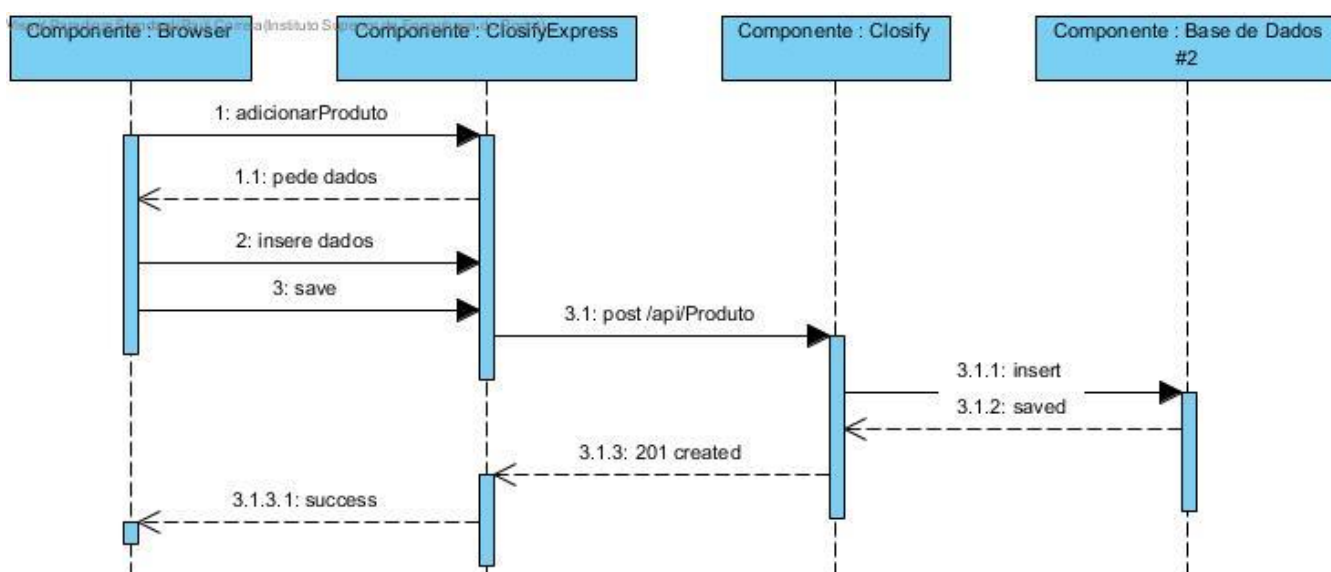 Componente : Browser
Componente : ClosifyExpress
Componente : Closify
Componente : Base de Dados
#2
1: adicionarProduto
1.1: pede dados
2: insere dados
3: save
3.1: post /api/Produto
3.1.1: insert
3.1.2: saved
3.1.3: 201 created
3.1.3.1: success